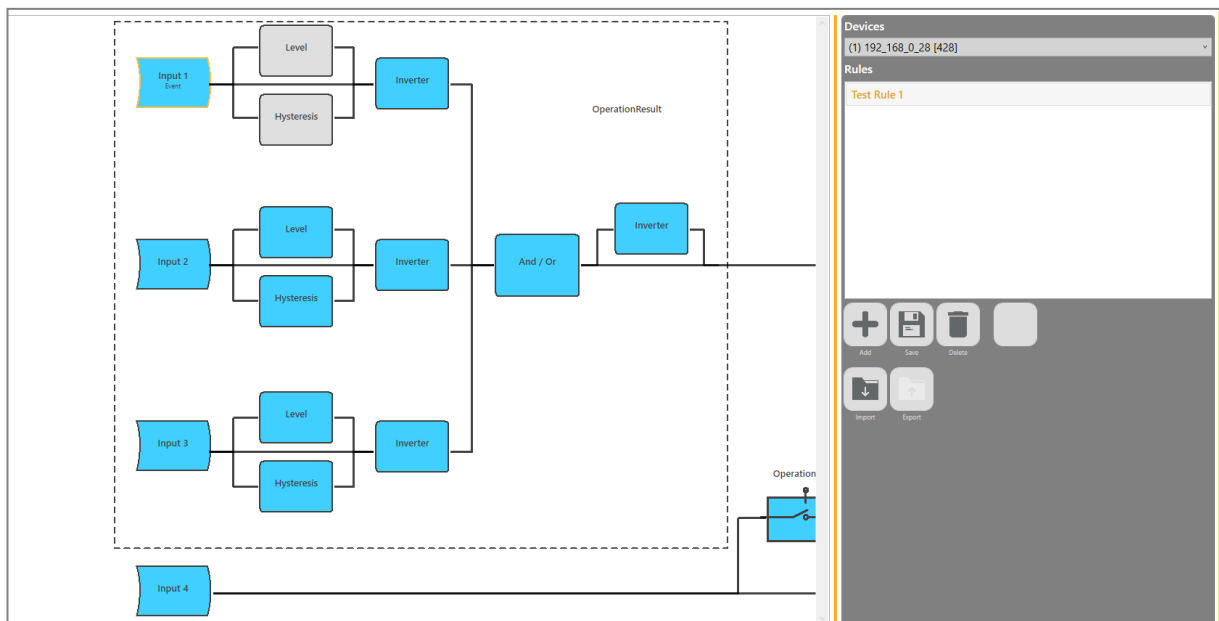 Level
Input 1
Event
Inverter
Hysteresis
OperationResult
Level
Inverter
Input 2
Inverter
And / Or
Hysteresis
Level
Input 3
Inverter
Hysteresis
Operation
Input 4
Devices
(1) 192_168_0_28 [428]
Rules
Test Rule 1
Add Save Delete
Import Export